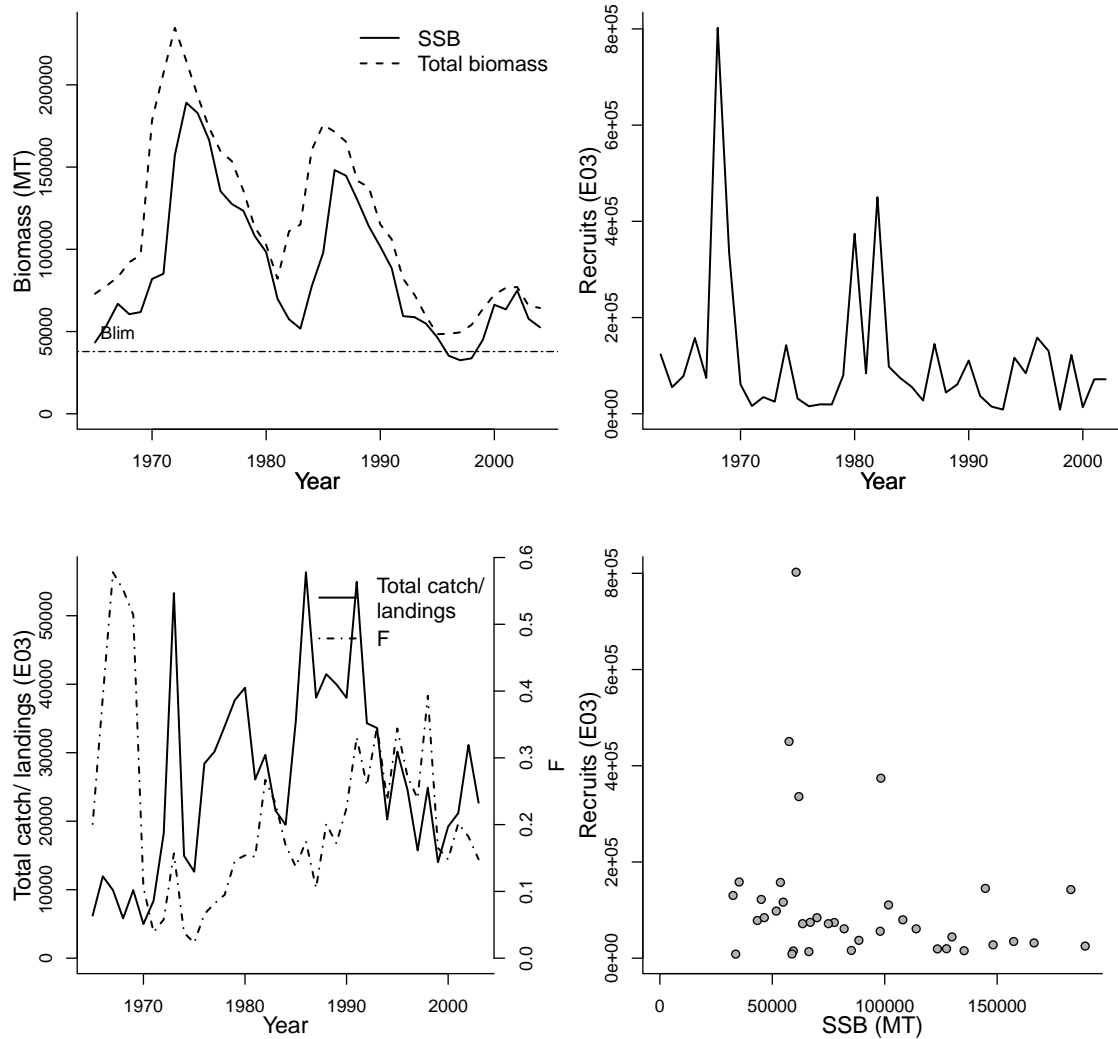 SSB
Total biomass
Biomass (MT)
0
50000
100000
150000
200000
Blim
1970
1980
1990
2000
Year
Recruits (E03)
0e+00
2e+05
4e+05
6e+05
8e+05
1970
1980
1990
2000
Year
Total catch/
landings
F
Total catch/ landings (E03)
0
10000
20000
30000
40000
50000
0.0
0.1
0.2
0.3
0.4
0.5
0.6
F
1970
1980
1990
2000
Year
Recruits (E03)
0e+00
2e+05
4e+05
6e+05
8e+05
0
50000
100000
150000
SSB (MT)